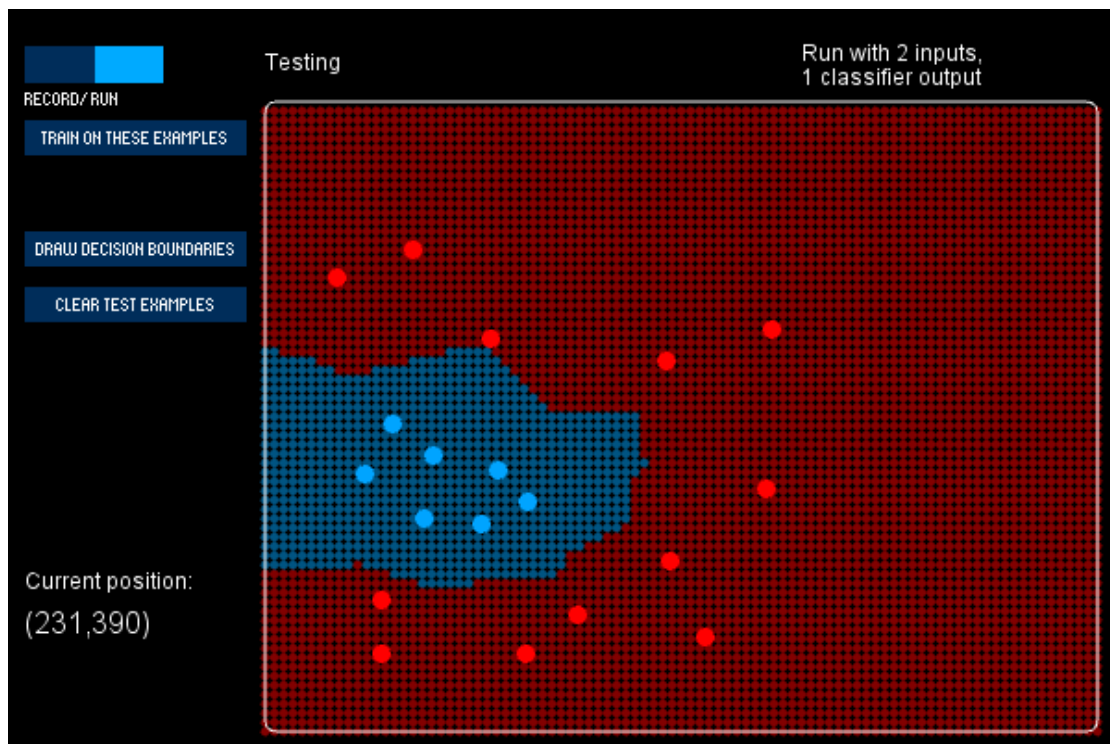 Testing
Run with 2 inputs,
1 classifier output
RECORD/ RUN
TRAIN ON THESE EXAMPLES
DRAW DECISION BOUNDARIES
CLEAR TEST EXAMPLES
Current position:
(231,390)